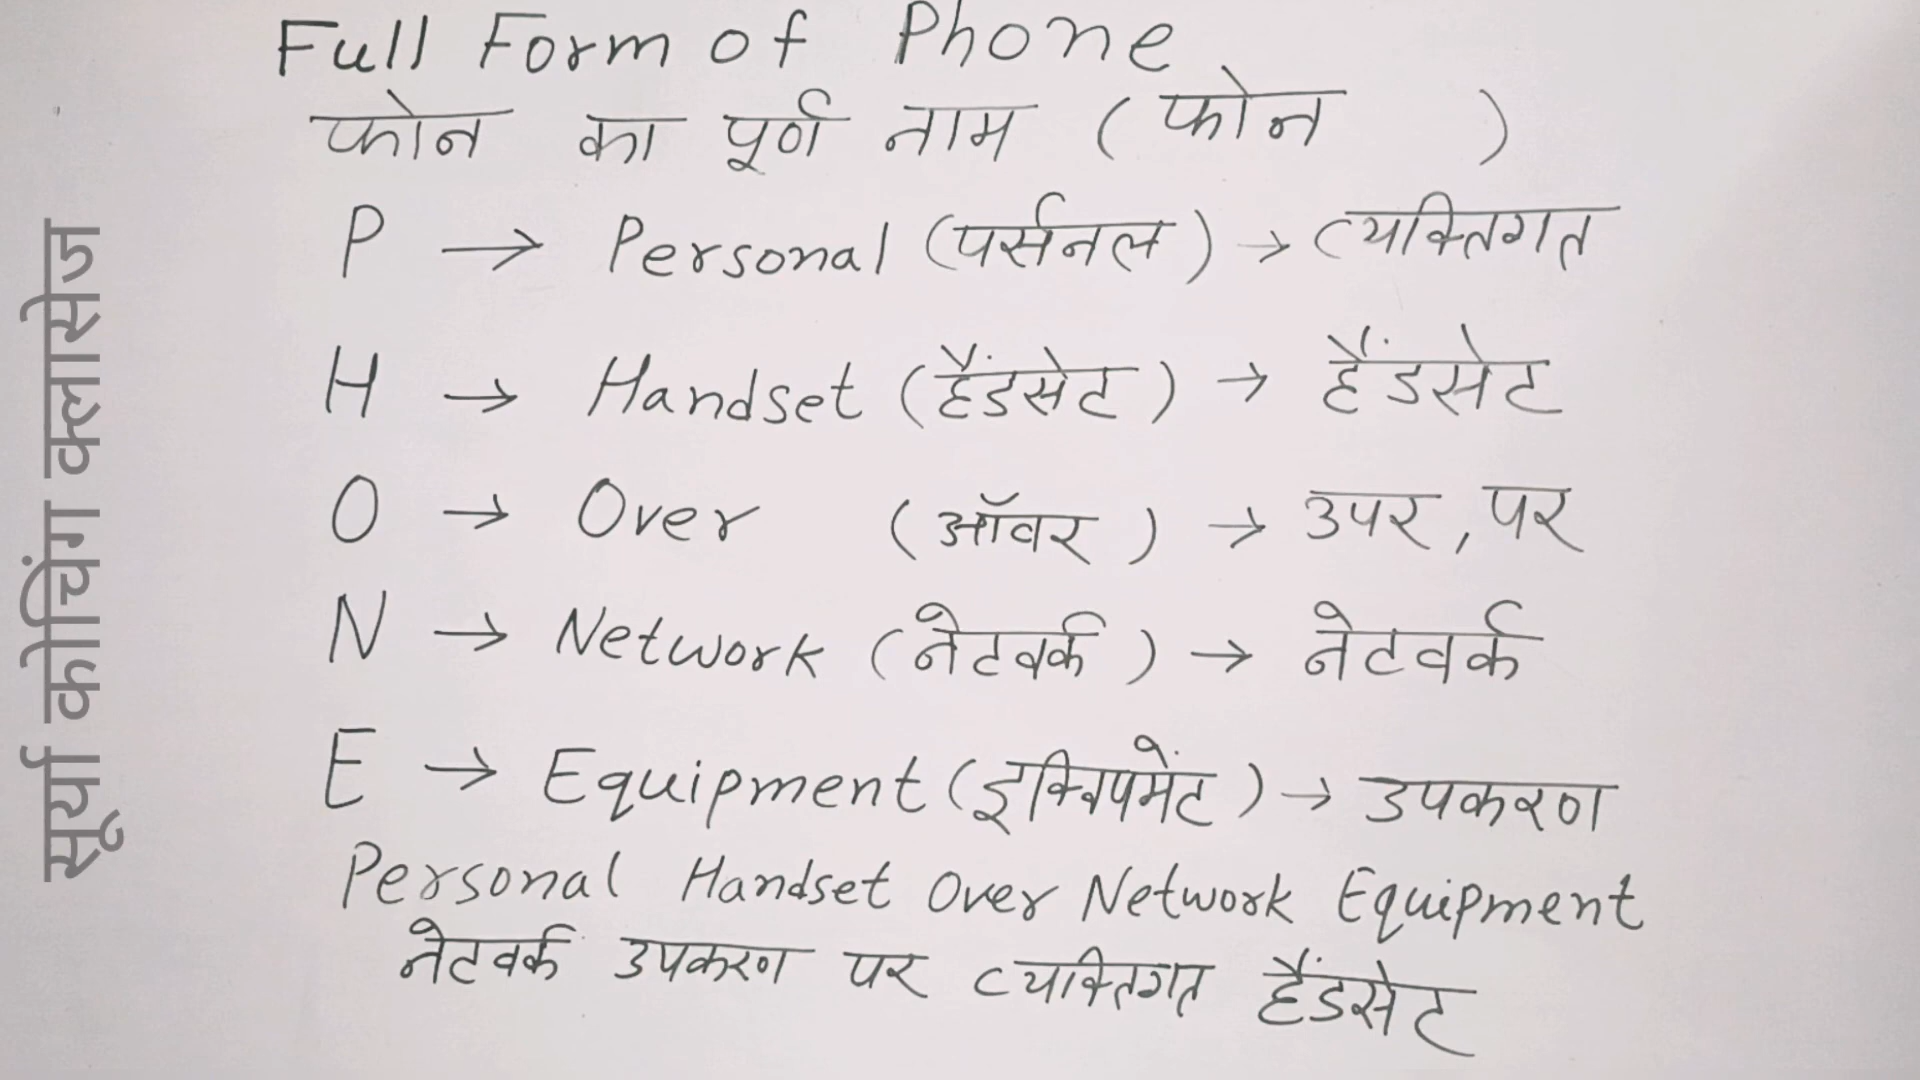 Full Form of Phone
फोन का पूर्ण नाम ( फोन )
P → Personal (पर्सनल) → व्यक्तिगत
H → Handset (हैंडसेट) → हैंडसेट
O → Over (ऑवर) → उपर, पर
N → Network (नेटवर्क) → नेटवर्क
E → Equipment (इक्विपमेंट) → उपकरण
Personal Handset Over Network Equipment
नेटवर्क उपकरण पर व्यक्तिगत हैंडसेट
सूर्या कोचिंग क्लासेज